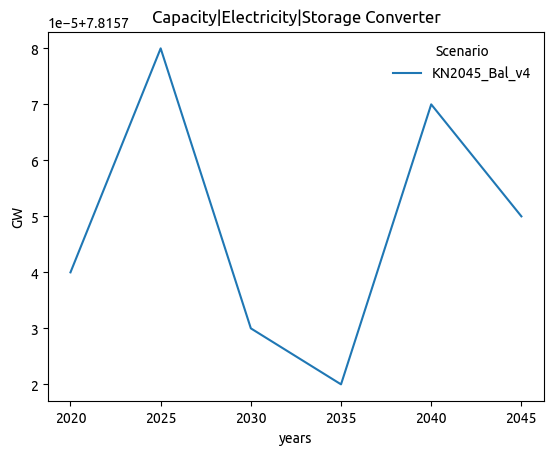 Capacity|Electricity|Storage Converter
1e-5+7.8157
Scenario
KN2045_Bal_v4
8
7
6
5
4
3
2
GW
2020 2025 2030 2035 2040 2045
years